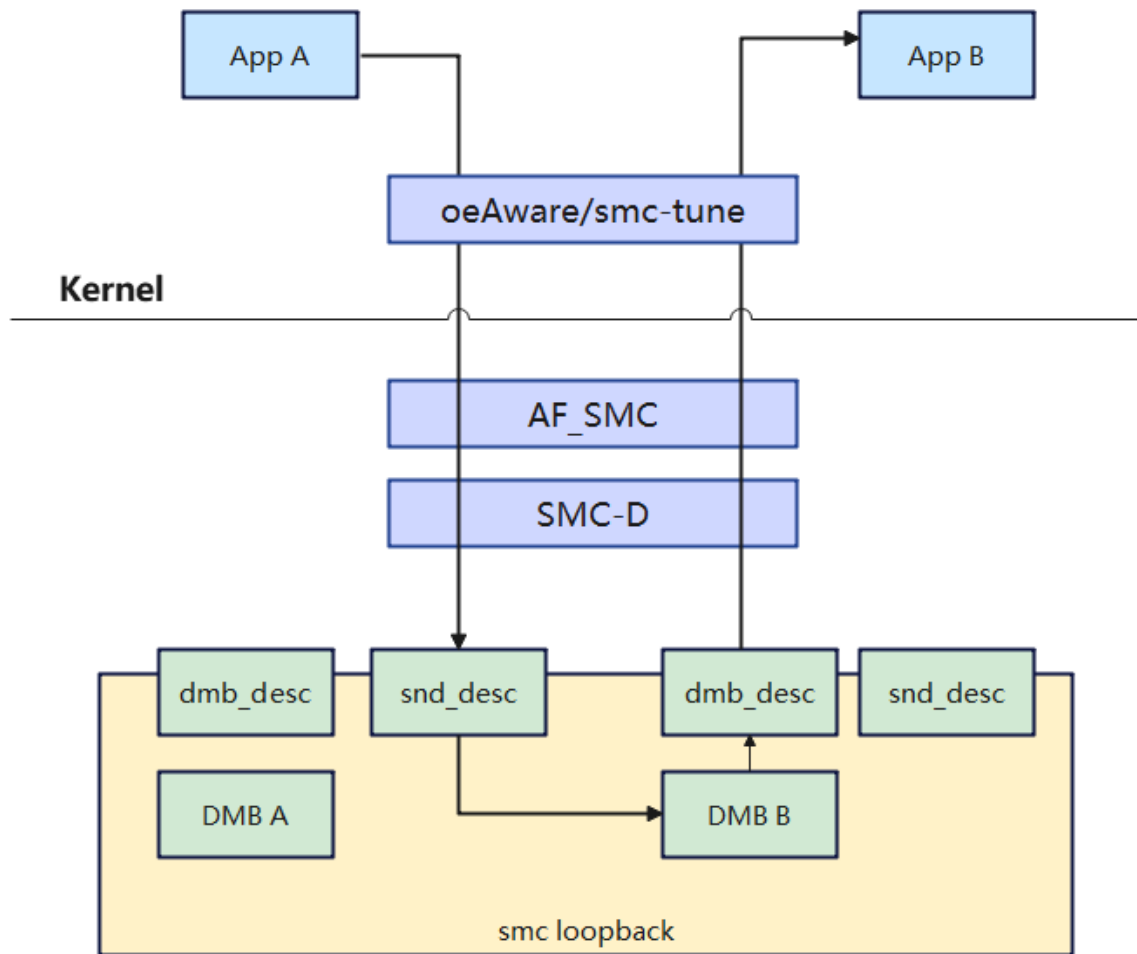 App A
App B
oeAware/smc-tune
Kernel
AF_SMC
SMC-D
dmb_desc
snd_desc
dmb_desc
snd_desc
DMB A
DMB B
smc loopback